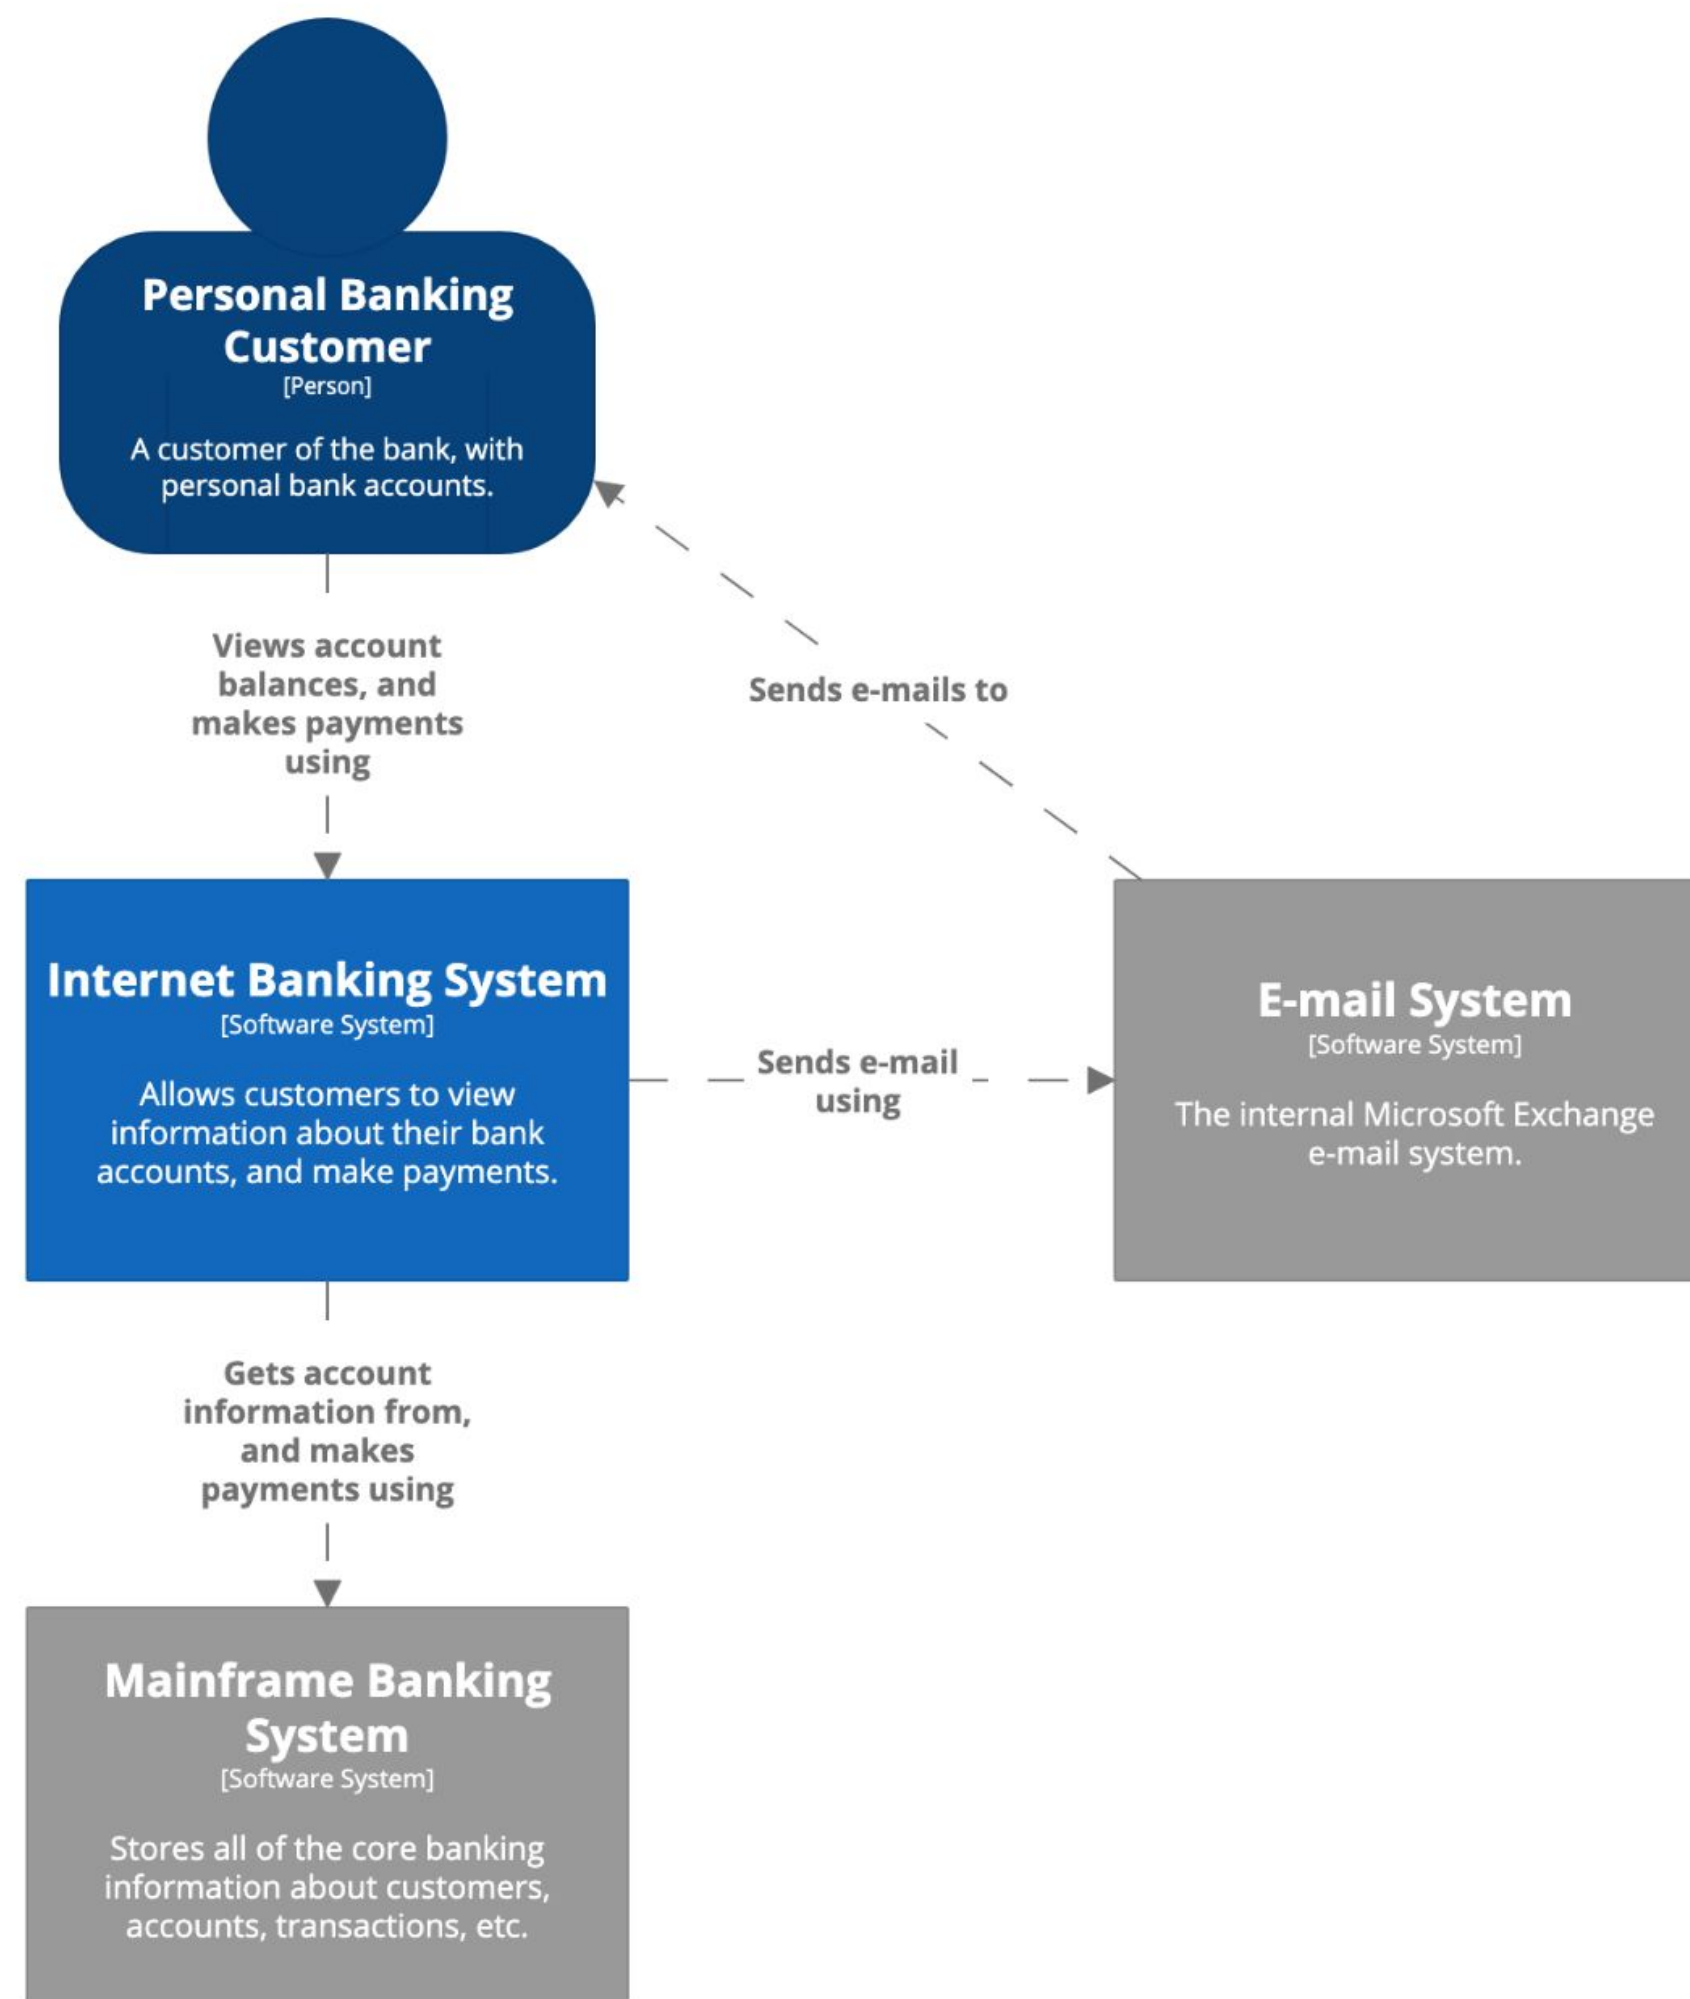 Personal Banking
Customer
[Person]
A customer of the bank, with
personal bank accounts.
Views account
balances, and
makes payments
using
Sends e-mails to
Internet Banking System
[Software System]
Allows customers to view
information about their bank
accounts, and make payments.
Sends e-mail
using
E-mail System
[Software System]
The internal Microsoft Exchange
e-mail system.
Gets account
information from,
and makes
payments using
Mainframe Banking
System
[Software System]
Stores all of the core banking
information about customers,
accounts, transactions, etc.